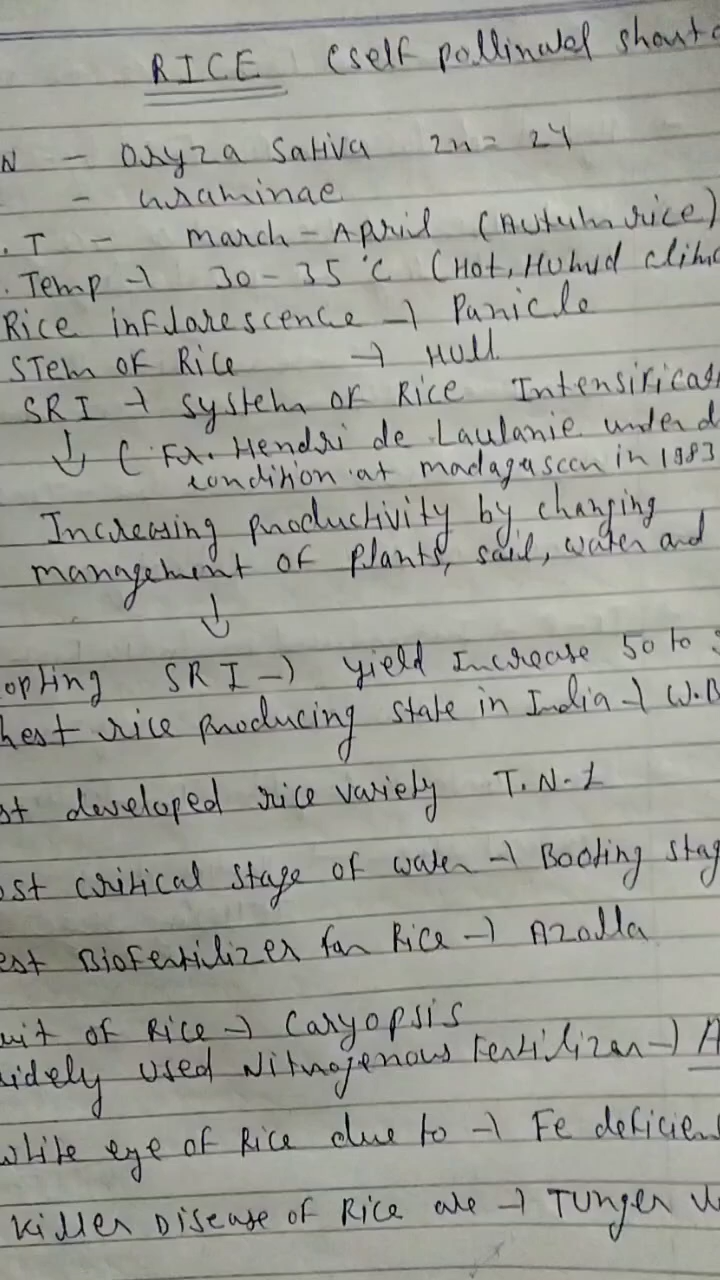 RICE (self pollinated short d
N - Oryza Sativa 2n = 24
- Graminae
.T - March - April (Autumn rice)
.Temp → 30 - 35°C (Hot, Humid clim
Rice inflorescence → Panicle
Stem of Rice → Hull
SRI → System of Rice Intensificat
↓ (Fr. Hendri de Laulanie under d
condition at madagascon in 1983
Increasing productivity by changing
management of plants, soil, water and
↓
opting SRI → yield Increase 50 to
hest rice producing state in India → W.B
st developed rice variety T.N.1
ost critical stage of water → Booting stag
est Biofertilizer for Rice → Azolla
uit of Rice → Caryopsis
widely used Nitrogenous Fertilizer → A
white eye of Rice due to → Fe deficien
Killer Disease of Rice are → Tunger